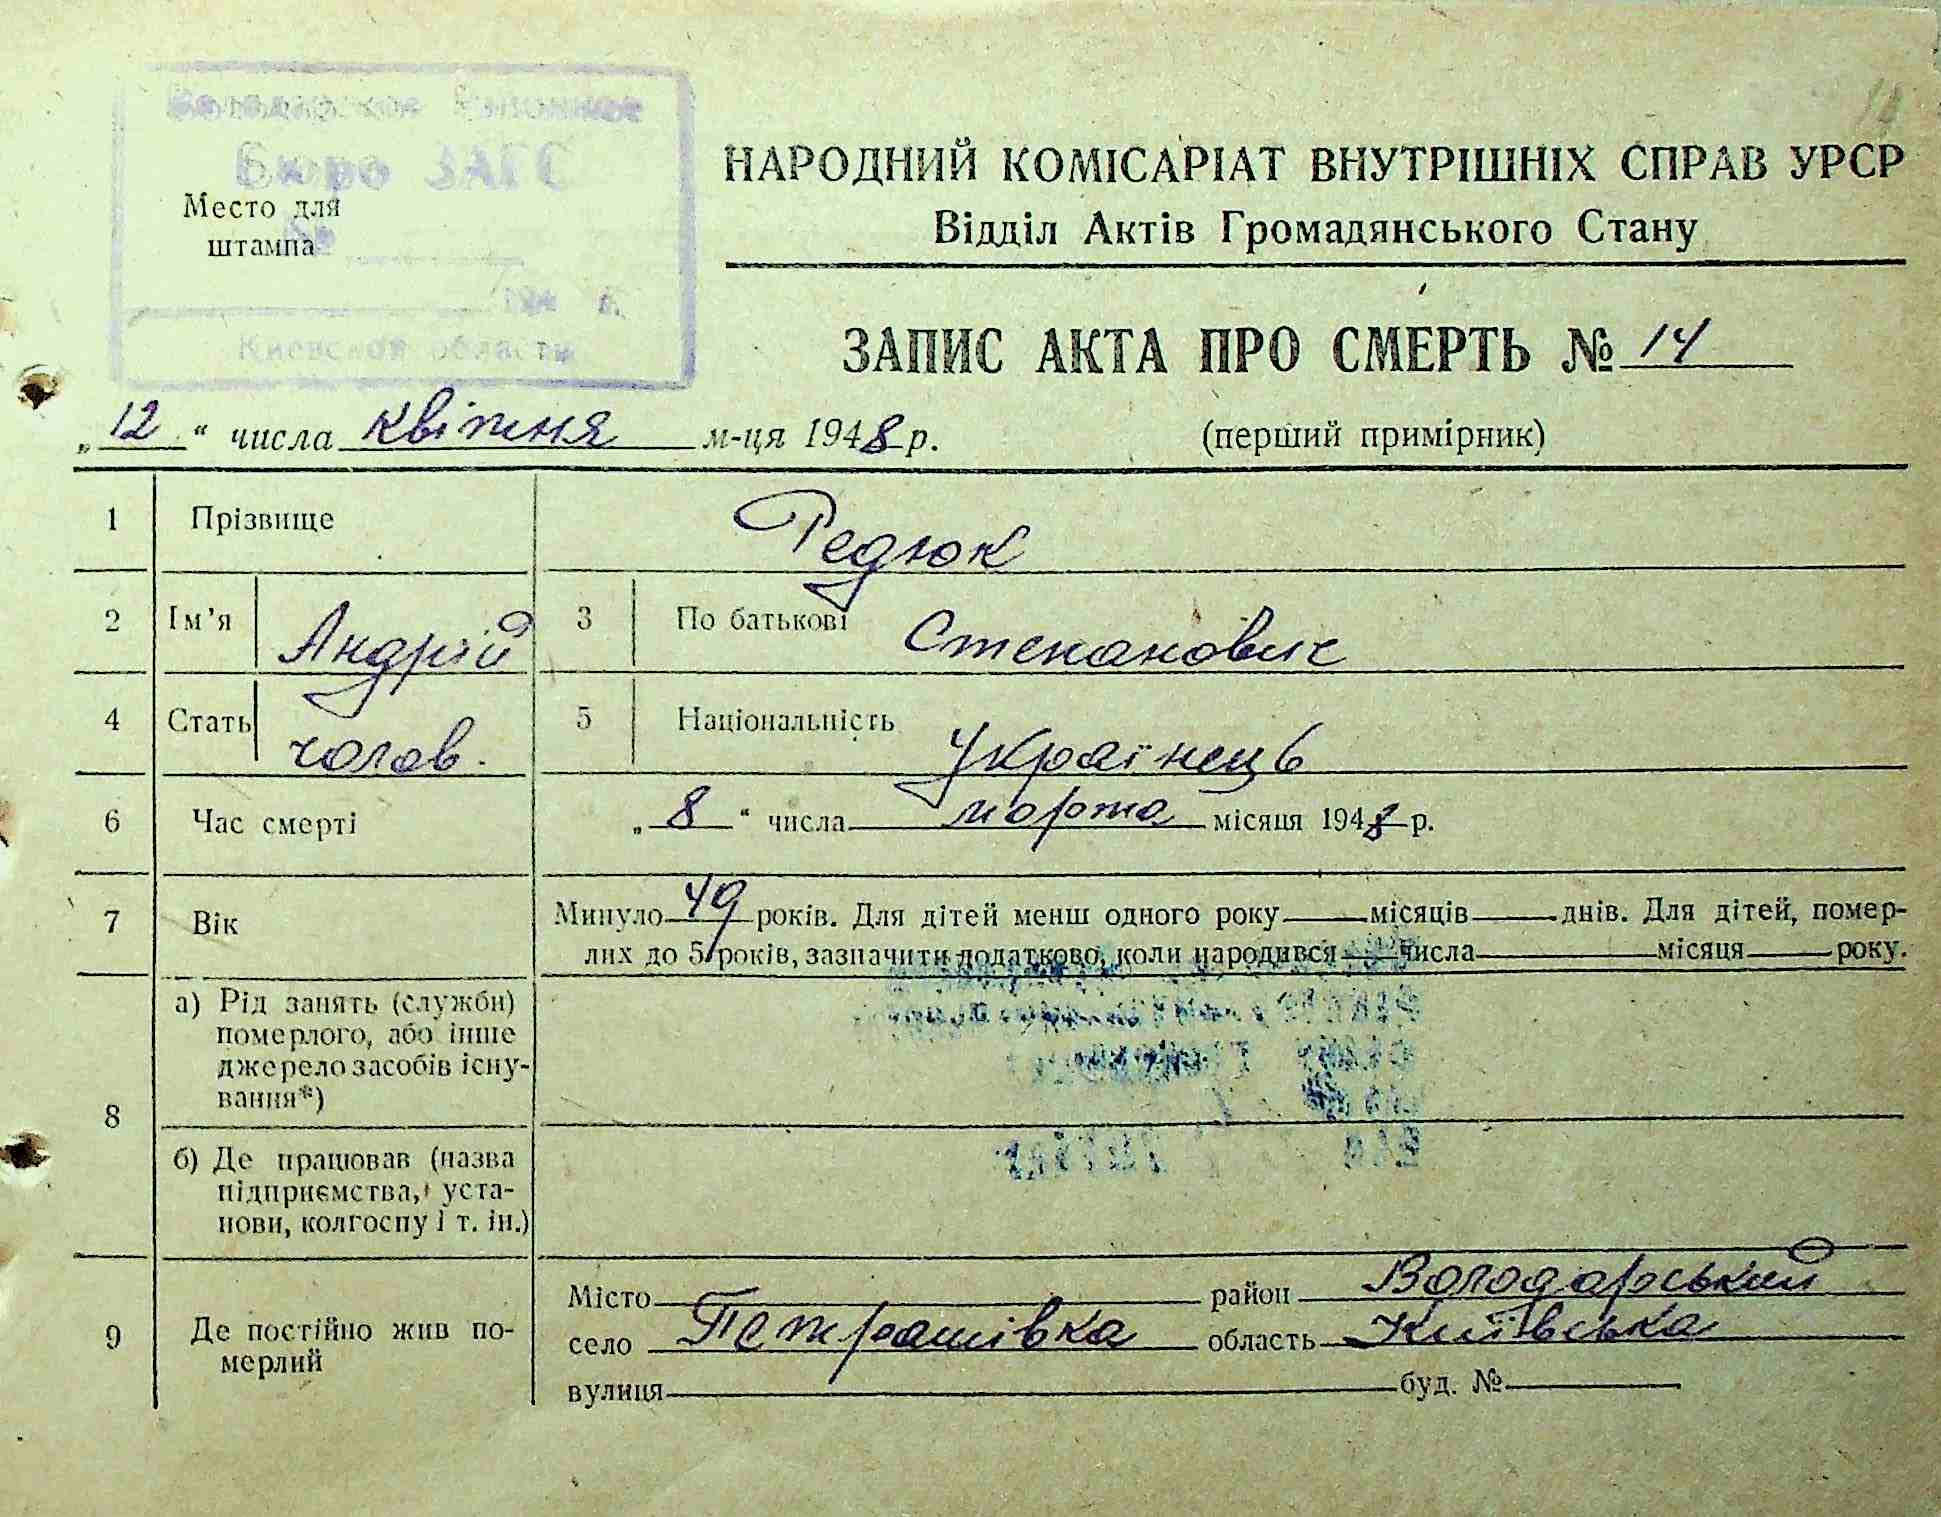 Бюро ЗАГС
Место для
штампа
№
194 г.
Киевской области
НАРОДНИЙ КОМІСАРІАТ ВНУТРІШНІХ СПРАВ УРСР
Відділ Актів Громадянського Стану
ЗАПИС АКТА ПРО СМЕРТЬ № 14
„12“ числа квітня м-ця 1948 р.
(перший примірник)
1 Прізвище Редюк
2 Ім'я Андрій 3 По батькові Степанович
4 Стать чолов. 5 Національність Українець
6 Час смерті „8“ числа марта місяця 1948 р.
7 Вік Минуло 49 років. Для дітей менш одного року місяців днів. Для дітей, помер-
лих до 5 років, зазначити додатково, коли народився числа місяця року.
8
а) Рід занять (служби)
померлого, або інше
джерело засобів існу-
вання*)
б) Де працював (назва
підприємства, уста-
нови, колгоспу і т. ін.)
9 Де постійно жив по-
мерлий
Місто район Володарський
село Петрашівка область Київська
вулиця буд. №